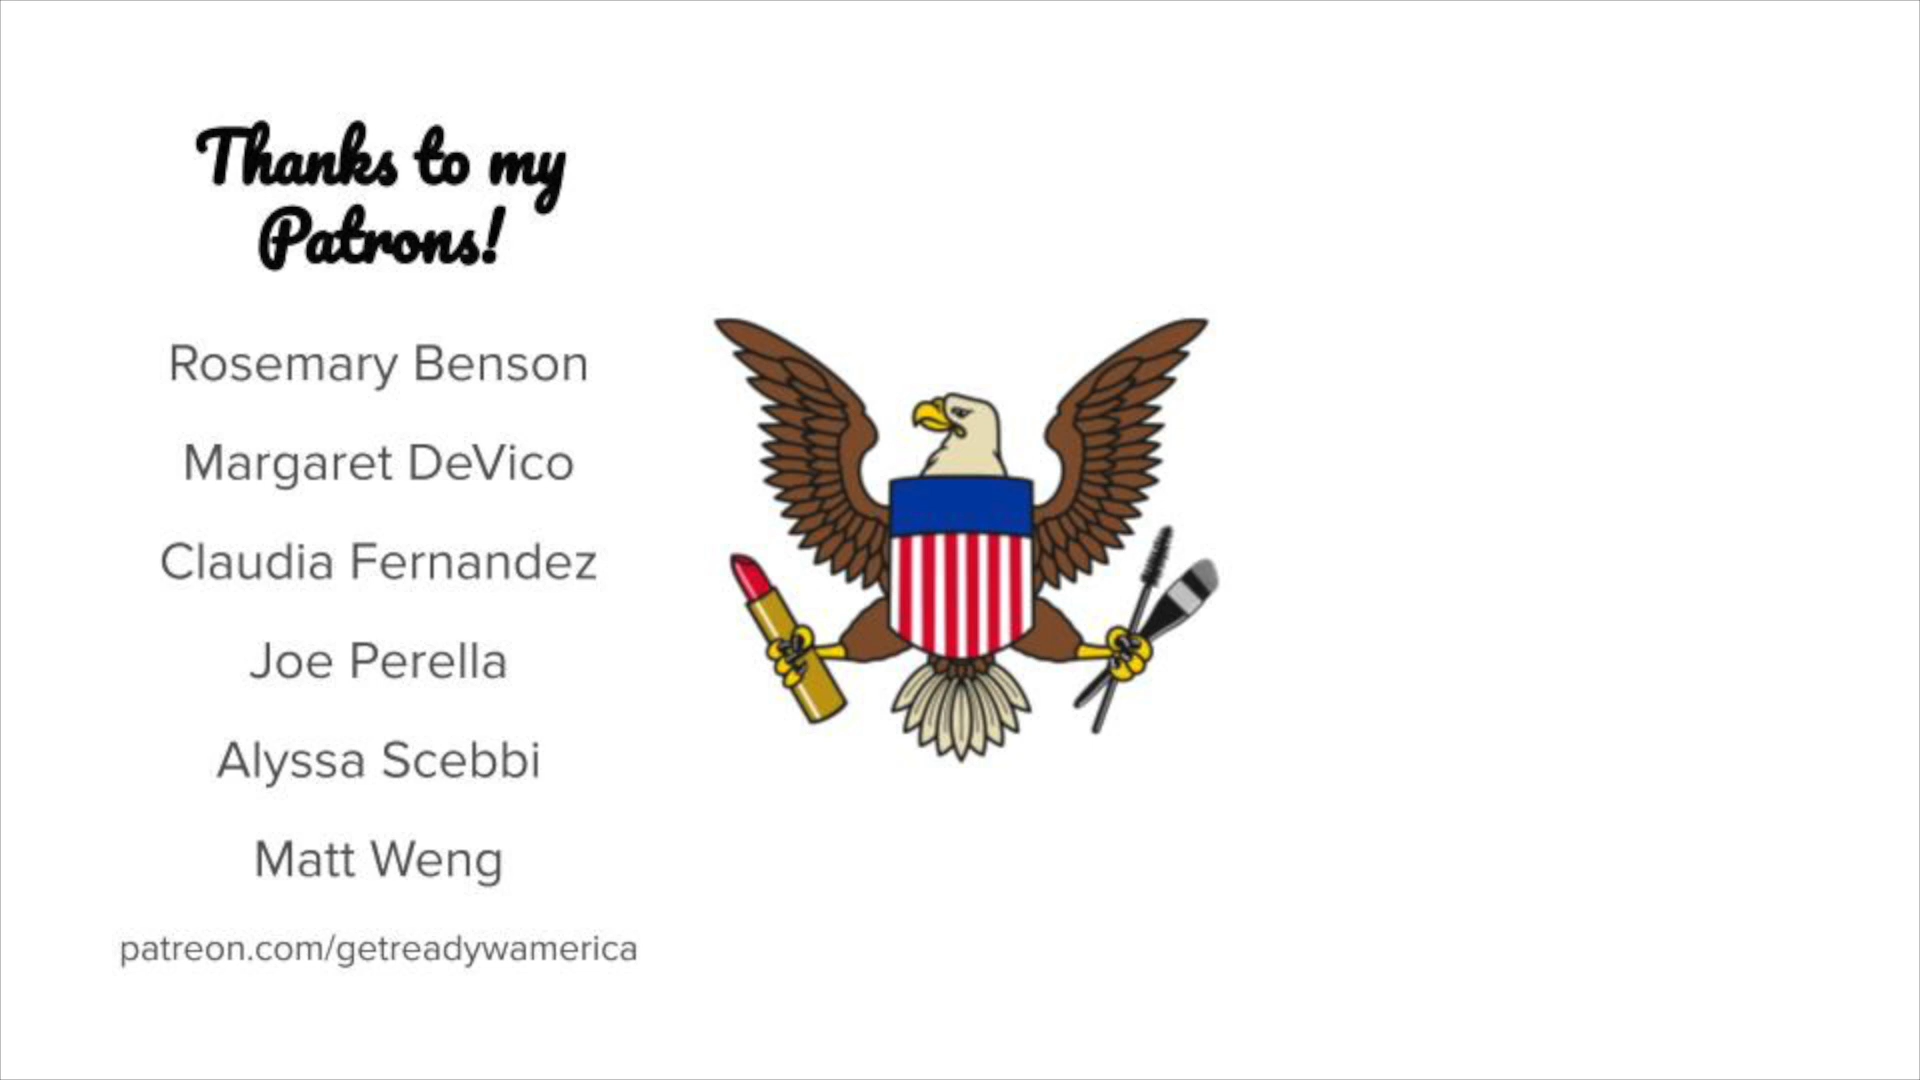 Thanks to my
Patrons!
Rosemary Benson
Margaret DeVico
Claudia Fernandez
Joe Perella
Alyssa Scebbi
Matt Weng
patreon.com/getreadywamerica